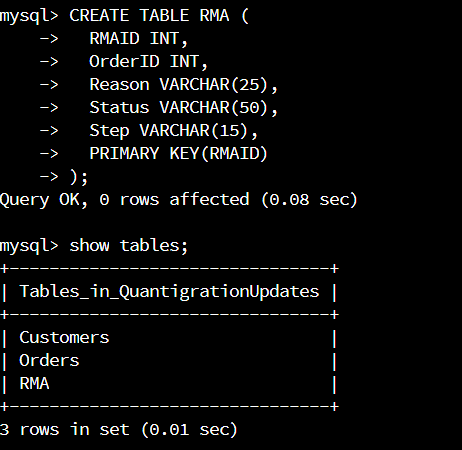 mysql> CREATE TABLE RMA (
    ->   RMAID INT,
    ->   OrderID INT,
    ->   Reason VARCHAR(25),
    ->   Status VARCHAR(50),
    ->   Step VARCHAR(15),
    ->   PRIMARY KEY(RMAID)
    -> );
Query OK, 0 rows affected (0.08 sec)
mysql> show tables;
+--------------------------------+
| Tables_in_QuantigrationUpdates |
+--------------------------------+
| Customers                      |
| Orders                         |
| RMA                            |
+--------------------------------+
3 rows in set (0.01 sec)